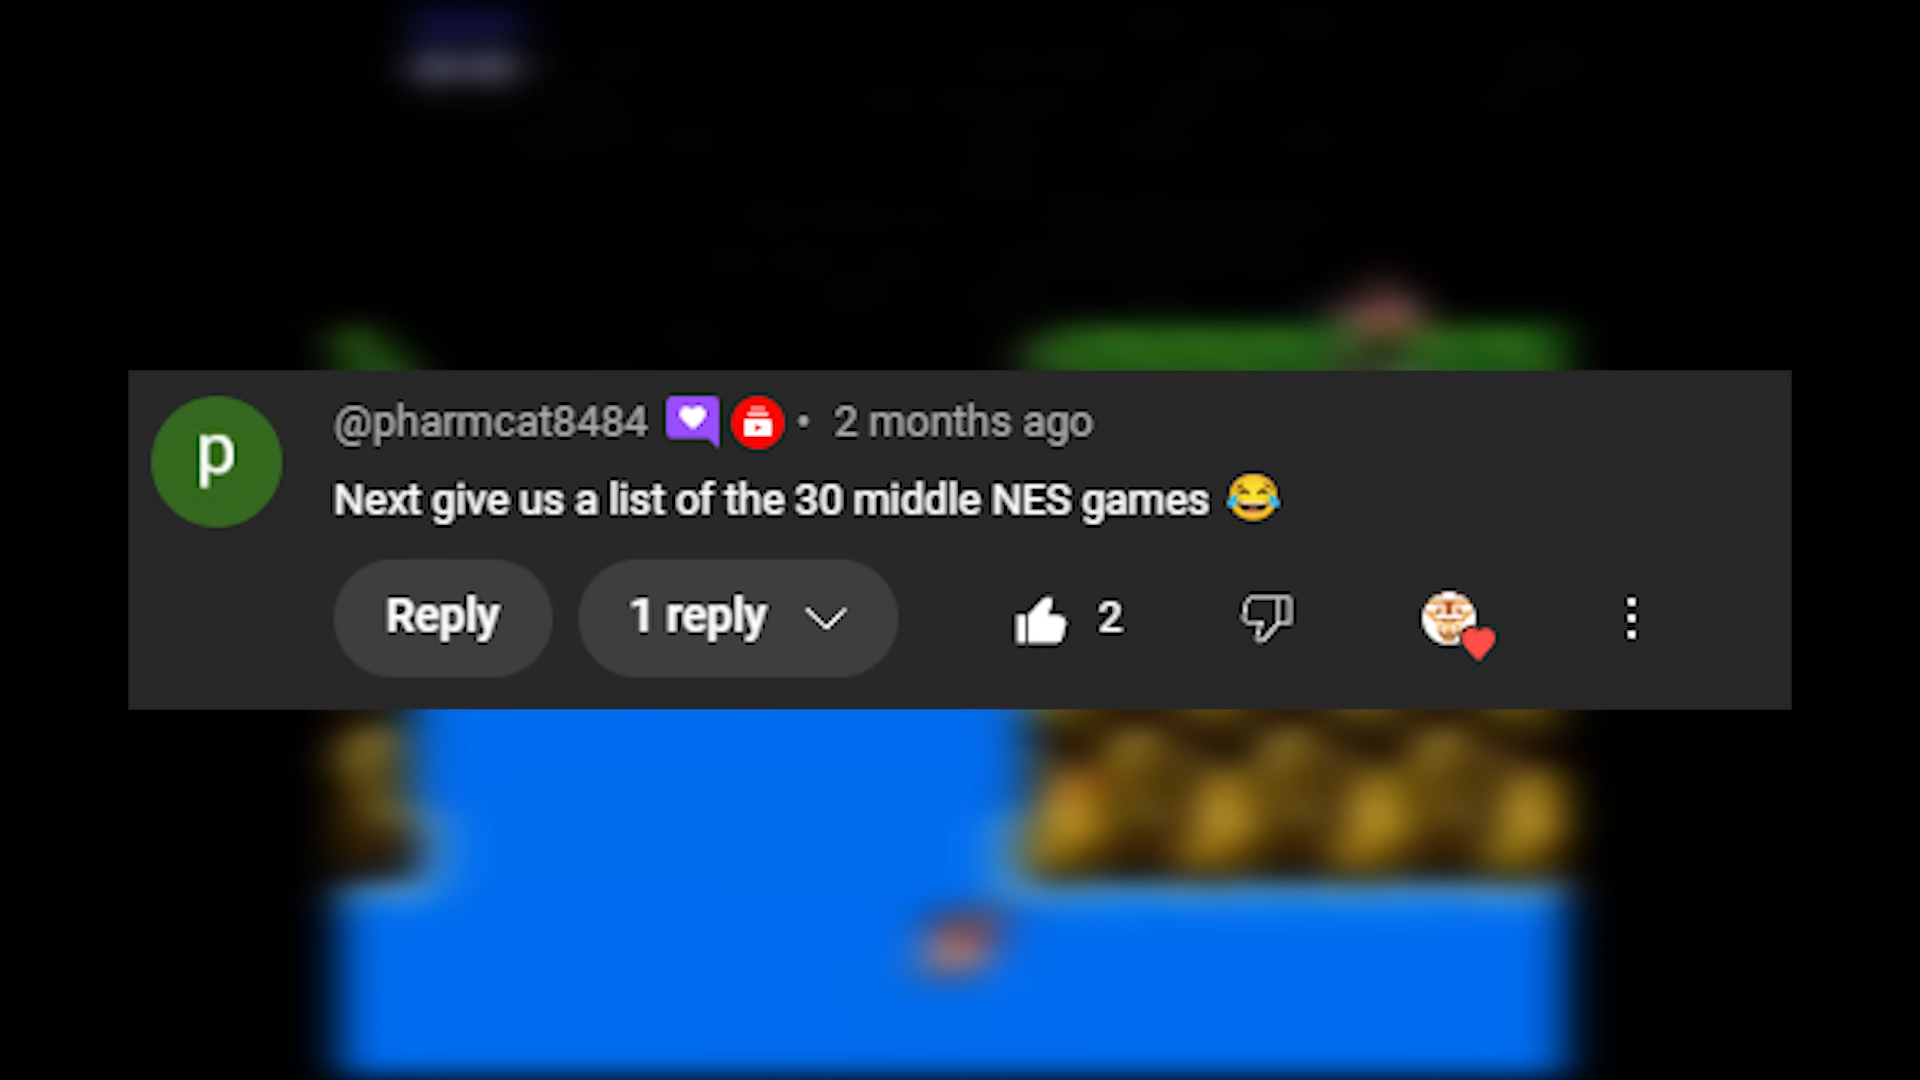 p
@pharmcat8484 • 2 months ago
Next give us a list of the 30 middle NES games 😂
Reply 1 reply 2